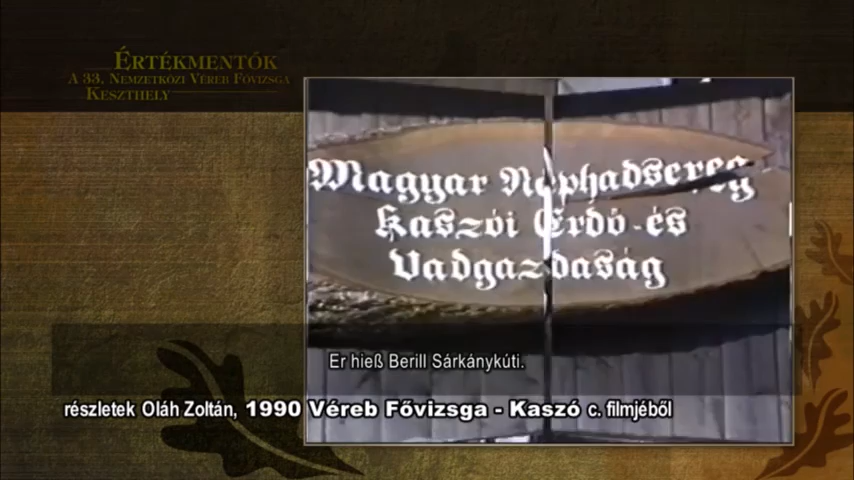 Értékmentők
A 33. Nemzetközi Véreb Fővizsga
Keszthely
Magyar Néphadsereg
Kaszói Erdő-és
Vadgazdaság
Er hieß Berill Sárkánykúti.
részletek Oláh Zoltán, 1990 Véreb Fővizsga - Kaszó c. filmjéből